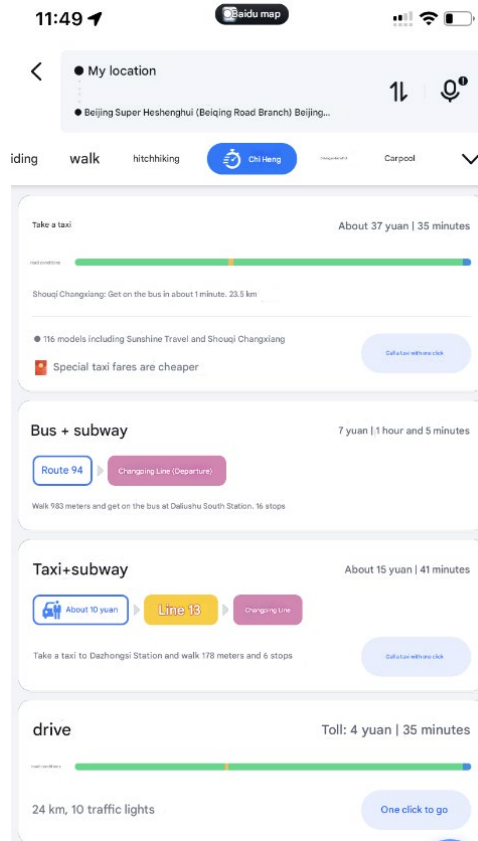 11:49
Baidu map
My location
Beijing Super Heshenghui (Beiqing Road Branch) Beijing...
iding walk hitchhiking Chi Heng Carpool
Take a taxi
About 37 yuan | 35 minutes
road conditions
Shouqi Changxiang: Get on the bus in about 1 minute. 23.5 km
116 models including Sunshine Travel and Shouqi Changxiang
Call a taxi with one click
Special taxi fares are cheaper
Bus + subway
7 yuan | 1 hour and 5 minutes
Route 94
Changping Line (Departure)
Walk 983 meters and get on the bus at Daliushu South Station. 16 stops
Taxi+subway
About 15 yuan | 41 minutes
About 10 yuan
Line 13
Changping Line
Take a taxi to Dazhongsi Station and walk 178 meters and 6 stops
Call a taxi with one click
drive
Toll: 4 yuan | 35 minutes
road conditions
24 km, 10 traffic lights
One click to go